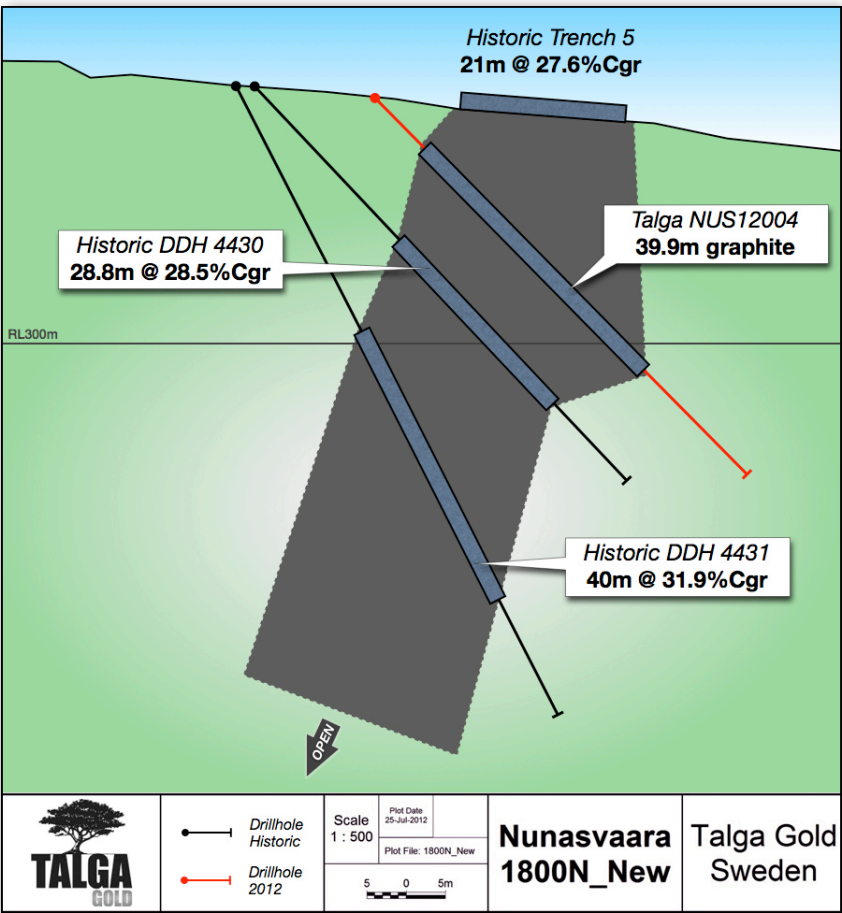 Historic Trench 5
21m @ 27.6%Cgr
Talga NUS12004
39.9m graphite
Historic DDH 4430
28.8m @ 28.5%Cgr
RL300m
Historic DDH 4431
40m @ 31.9%Cgr
OPEN
TALGA
GOLD
Drillhole
Historic
Drillhole
2012
Scale
1 : 500
Plot Date
25-Jul-2012
Plot File: 1800N_New
5 0 5m
Nunasvaara
1800N_New
Talga Gold
Sweden